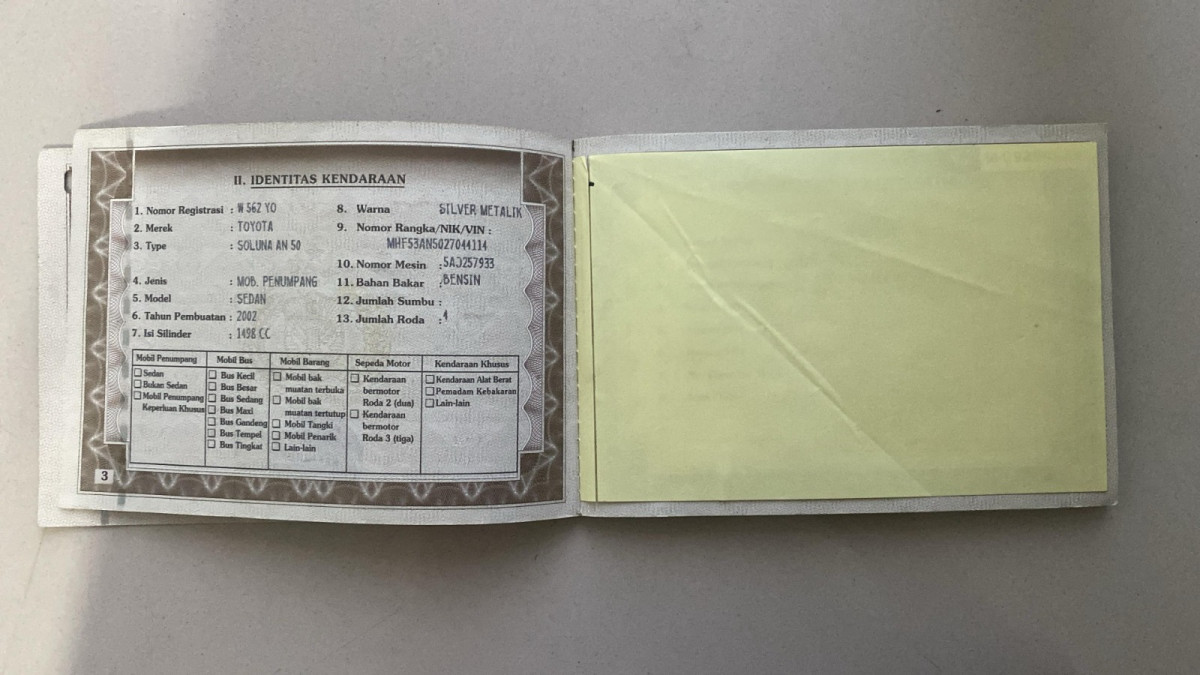 II. IDENTITAS KENDARAAN
1. Nomor Registrasi : W 562 YO
2. Merek : TOYOTA
3. Type : SOLUNA AN 50
4. Jenis : MOB. PENUMPANG
5. Model : SEDAN
6. Tahun Pembuatan : 2002
7. Isi Silinder : 1498 CC
8. Warna SILVER METALIK
9. Nomor Rangka/NIK/VIN :
MHF53AN5027044114
10. Nomor Mesin : 5A0257933
11. Bahan Bakar : BENSIN
12. Jumlah Sumbu :
13. Jumlah Roda : 4
Mobil Penumpang
Sedan
Bukan Sedan
Mobil Penumpang
Keperluan Khusus
Mobil Bus
Bus Kecil
Bus Besar
Bus Sedang
Bus Maxi
Bus Gandeng
Bus Tempel
Bus Tingkat
Mobil Barang
Mobil bak
muatan terbuka
Mobil bak
muatan tertutup
Mobil Tangki
Mobil Penarik
Lain-lain
Sepeda Motor
Kendaraan
bermotor
Roda 2 (dua)
Kendaraan
bermotor
Roda 3 (tiga)
Kendaraan Khusus
Kendaraan Alat Berat
Pemadam Kebakaran
Lain-lain
3